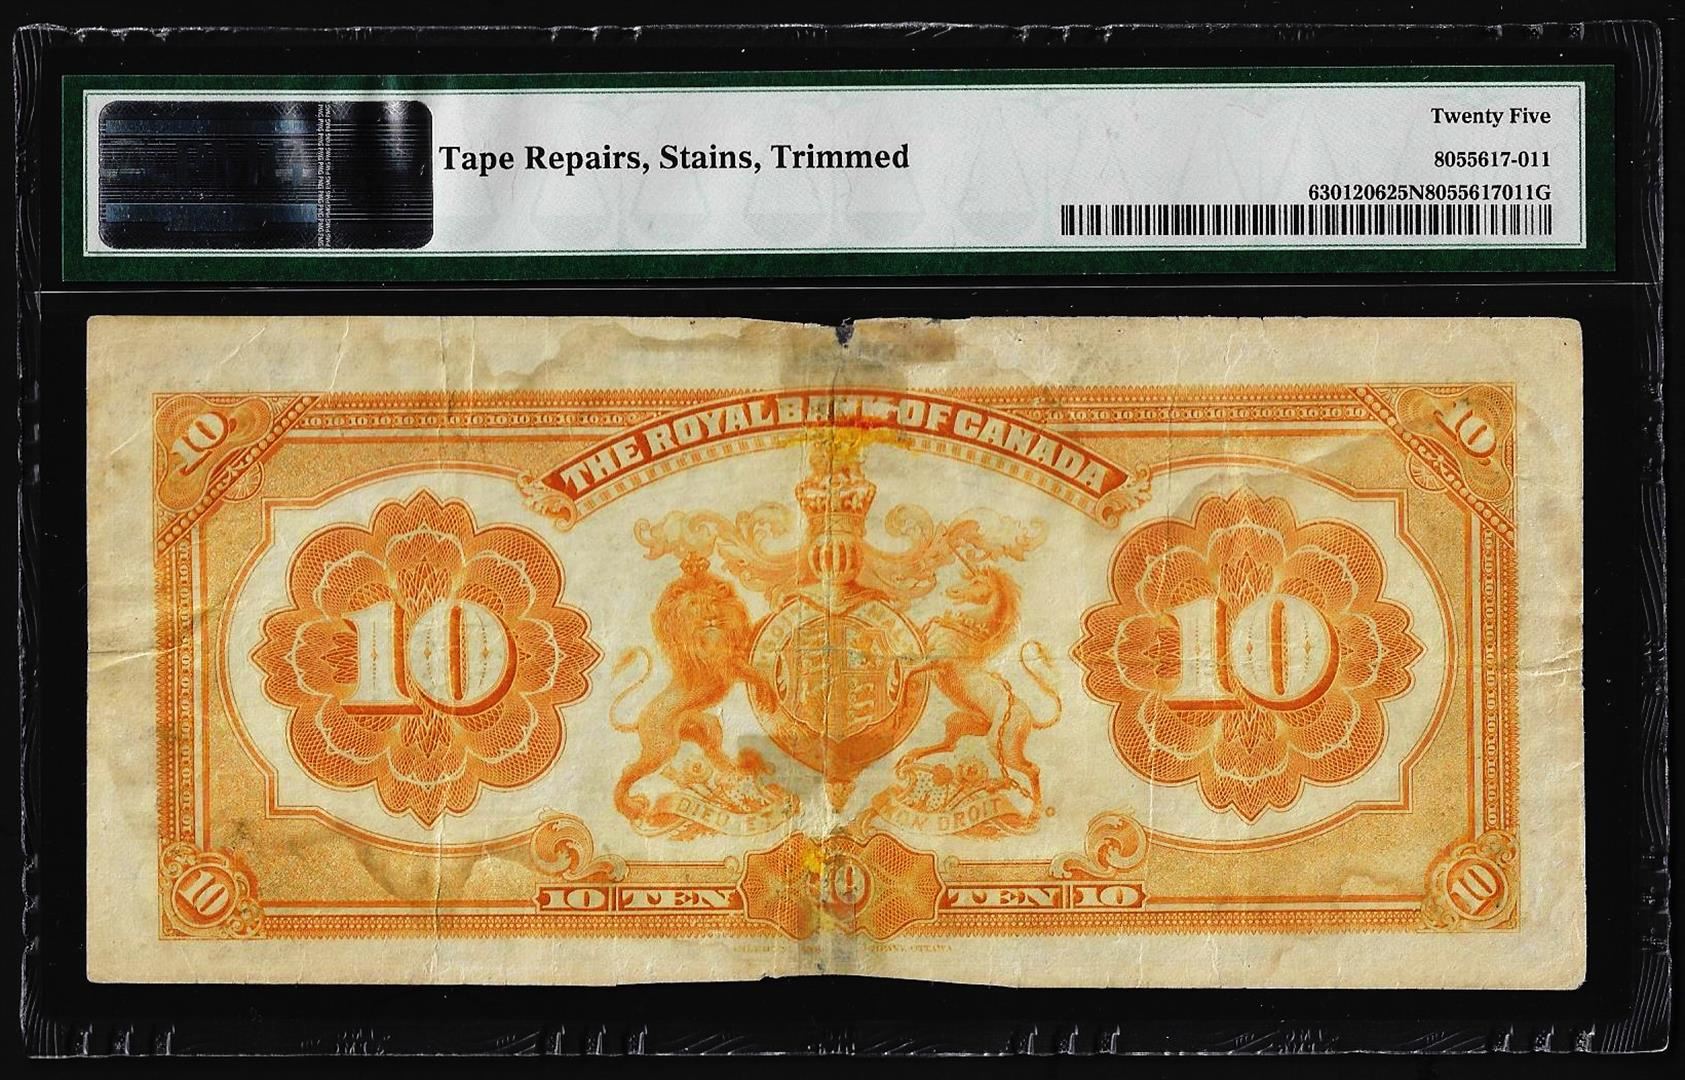 Tape Repairs, Stains, Trimmed
Twenty Five
8055617-011
630120625N8055617011G
10 10
THE ROYAL BANK OF CANADA
10 10
DIEU ET MON DROIT
10 10
10 TEN 10 TEN 10